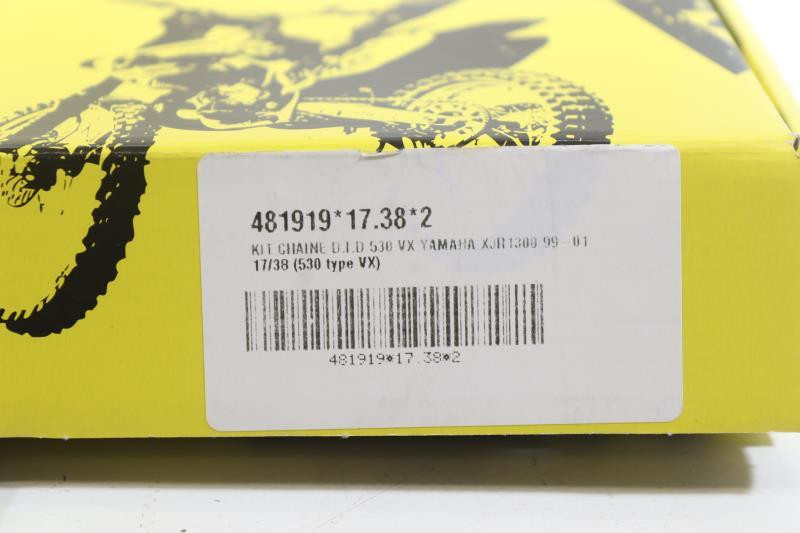 481919*17.38*2
KIT CHAINE D.I.D 530 VX YAMAHA XJR1300 99-01
17/38 (530 type VX)
481919*17.38*2